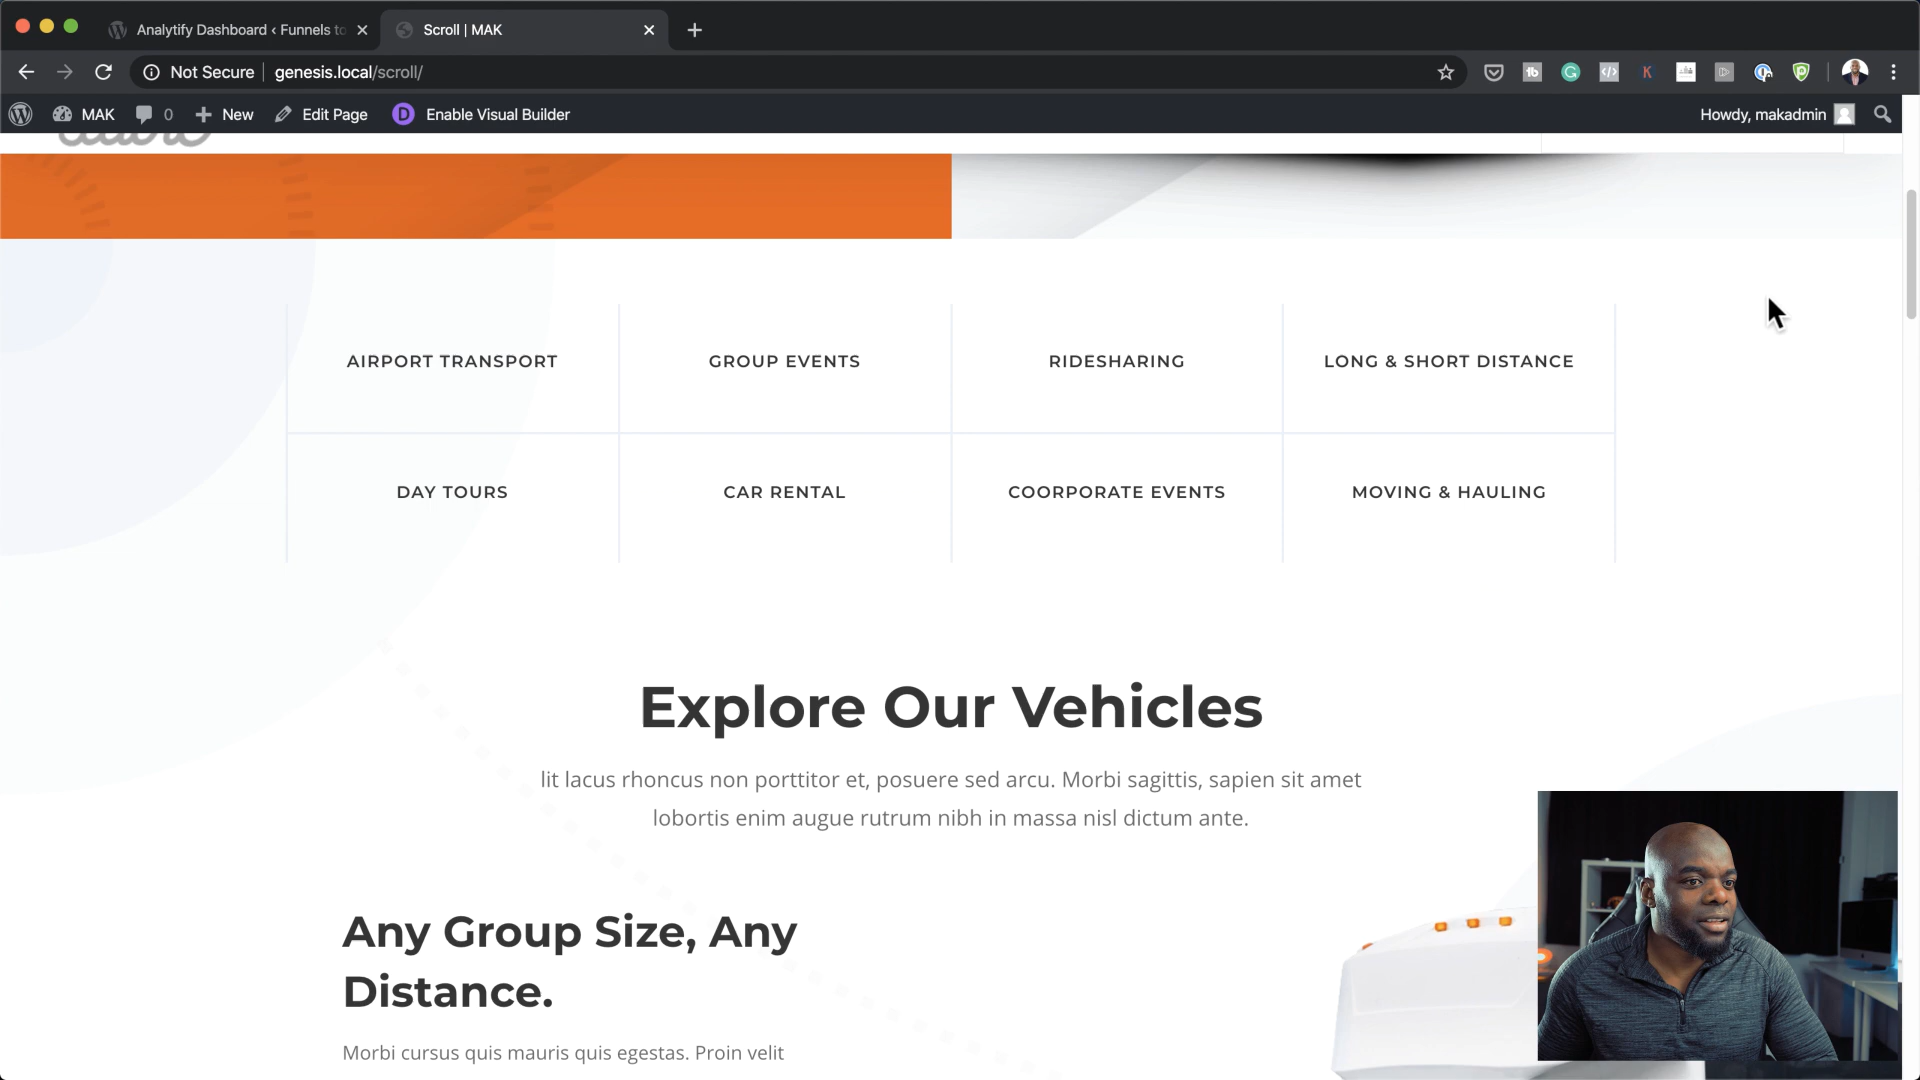 Analytify Dashboard ‹ Funnels to
Scroll | MAK
Not Secure
genesis.local/scroll/
MAK
0
New
Edit Page
D
Enable Visual Builder
Howdy, makadmin
AIRPORT TRANSPORT
GROUP EVENTS
RIDESHARING
LONG & SHORT DISTANCE
DAY TOURS
CAR RENTAL
COORPORATE EVENTS
MOVING & HAULING
Explore Our Vehicles
lit lacus rhoncus non porttitor et, posuere sed arcu. Morbi sagittis, sapien sit amet
lobortis enim augue rutrum nibh in massa nisl dictum ante.
Any Group Size, Any
Distance.
Morbi cursus quis mauris quis egestas. Proin velit